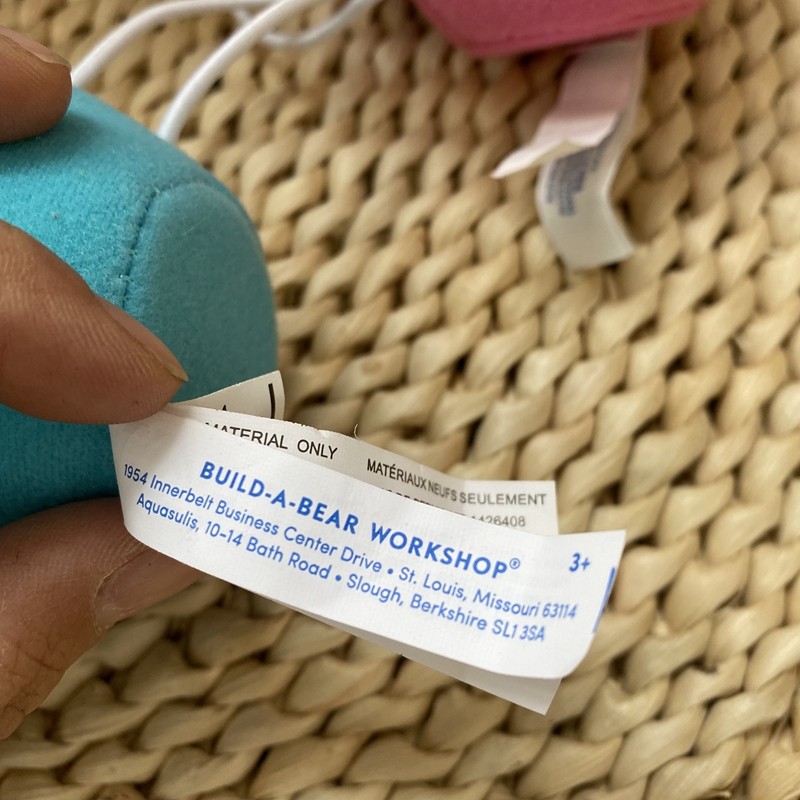 MATERIAL ONLY
MATÉRIAUX NEUFS SEULEMENT
426408
BUILD-A-BEAR WORKSHOP®
3+
1954 Innerbelt Business Center Drive • St. Louis, Missouri 63114
Aquasulis, 10-14 Bath Road • Slough, Berkshire SL1 3SA